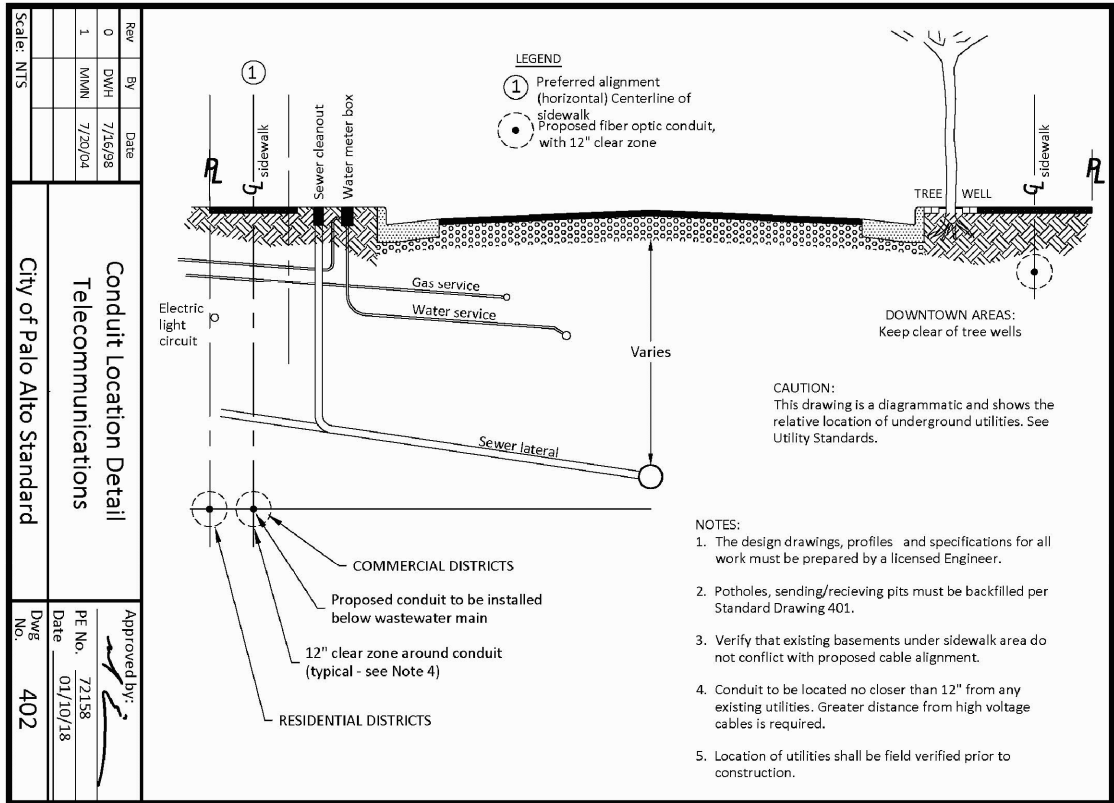 LEGEND
1
Preferred alignment
(horizontal) Centerline of
sidewalk
Proposed fiber optic conduit,
with 12" clear zone
1
PL
CL sidewalk
Sewer cleanout
Water meter box
TREE WELL
CL sidewalk
PL
Gas service
Water service
Electric
light
circuit
Varies
Sewer lateral
DOWNTOWN AREAS:
Keep clear of tree wells
CAUTION:
This drawing is a diagrammatic and shows the
relative location of underground utilities. See
Utility Standards.
COMMERCIAL DISTRICTS
Proposed conduit to be installed
below wastewater main
12" clear zone around conduit
(typical - see Note 4)
RESIDENTIAL DISTRICTS
NOTES:
1. The design drawings, profiles and specifications for all
work must be prepared by a licensed Engineer.
2. Potholes, sending/recieving pits must be backfilled per
Standard Drawing 401.
3. Verify that existing basements under sidewalk area do
not conflict with proposed cable alignment.
4. Conduit to be located no closer than 12" from any
existing utilities. Greater distance from high voltage
cables is required.
5. Location of utilities shall be field verified prior to
construction.
Rev By Date
0 DWH 7/16/98
1 MMN 7/20/04
Scale: NTS
Conduit Location Detail
Telecommunications
City of Palo Alto Standard
Approved by:
PE No. 72158
Date 01/10/18
Dwg
No. 402